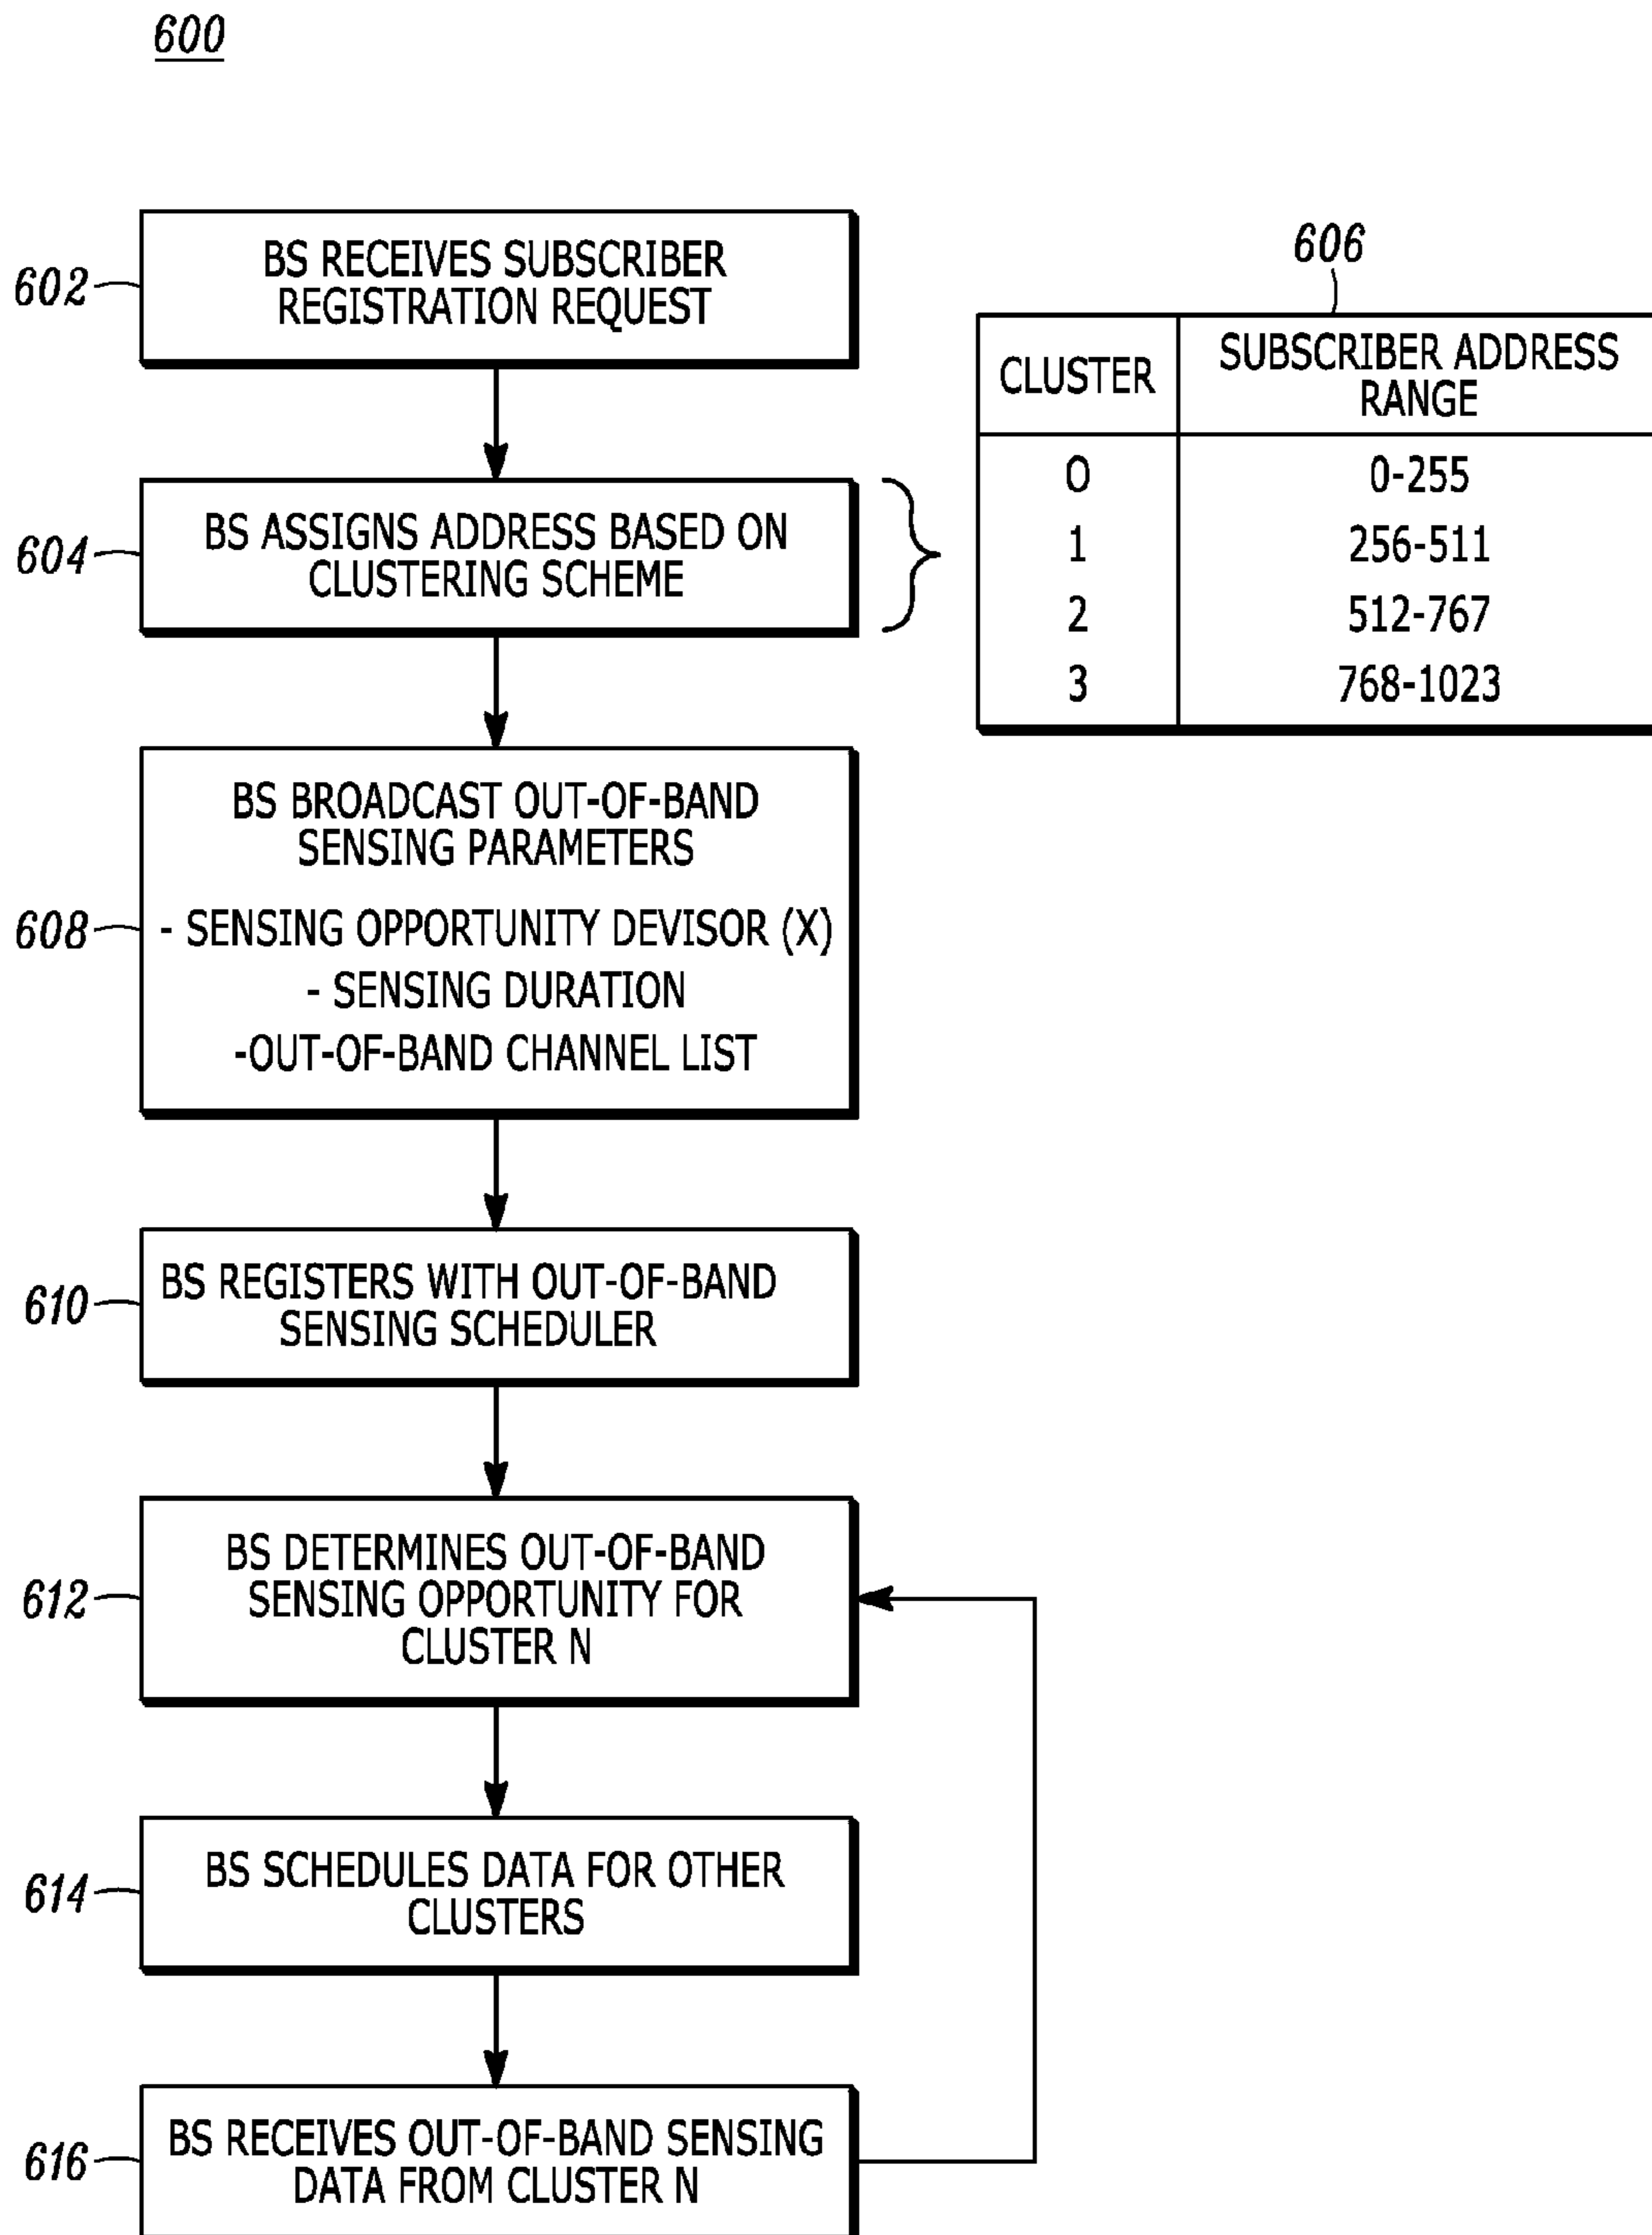 600
602
BS RECEIVES SUBSCRIBER
REGISTRATION REQUEST
604
BS ASSIGNS ADDRESS BASED ON
CLUSTERING SCHEME
606
CLUSTER
SUBSCRIBER ADDRESS
RANGE
0 0-255
1 256-511
2 512-767
3 768-1023
608
BS BROADCAST OUT-OF-BAND
SENSING PARAMETERS
- SENSING OPPORTUNITY DEVISOR (X)
- SENSING DURATION
-OUT-OF-BAND CHANNEL LIST
610
BS REGISTERS WITH OUT-OF-BAND
SENSING SCHEDULER
612
BS DETERMINES OUT-OF-BAND
SENSING OPPORTUNITY FOR
CLUSTER N
614
BS SCHEDULES DATA FOR OTHER
CLUSTERS
616
BS RECEIVES OUT-OF-BAND SENSING
DATA FROM CLUSTER N